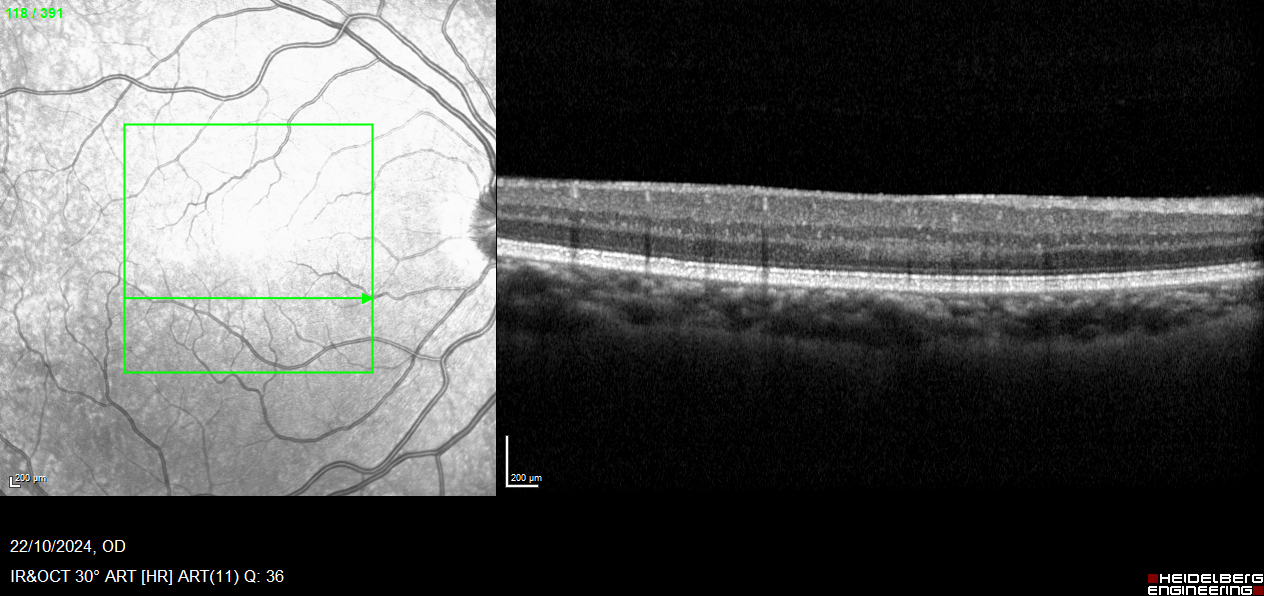 118 / 391
200 µm
200 µm
22/10/2024, OD
IR&OCT 30° ART [HR] ART(11) Q: 36
HEIDELBERG
ENGINEERING